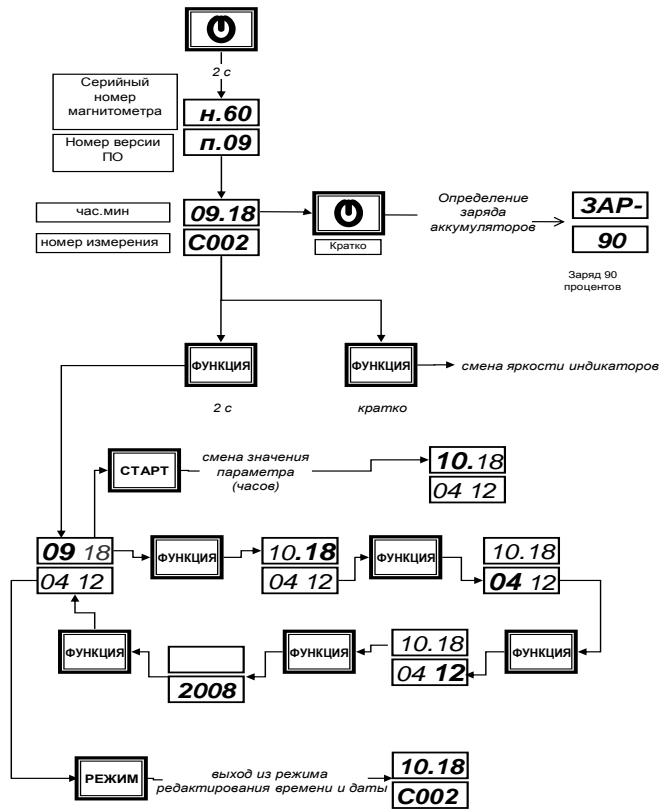 2 с
Серийный
номер
магнитометра
н.60
Номер версии
ПО
п.09
час.мин
09.18
номер измерения
С002
Кратко
Определение
заряда
аккумуляторов
ЗАР-
90
Заряд 90
процентов
ФУНКЦИЯ
2 с
ФУНКЦИЯ
кратко
смена яркости индикаторов
СТАРТ
смена значения
параметра
(часов)
10.18
04 12
09 18
04 12
ФУНКЦИЯ
10.18
04 12
ФУНКЦИЯ
10.18
04 12
ФУНКЦИЯ
2008
ФУНКЦИЯ
10.18
04 12
ФУНКЦИЯ
РЕЖИМ
выход из режима
редактирования времени и даты
10.18
С002